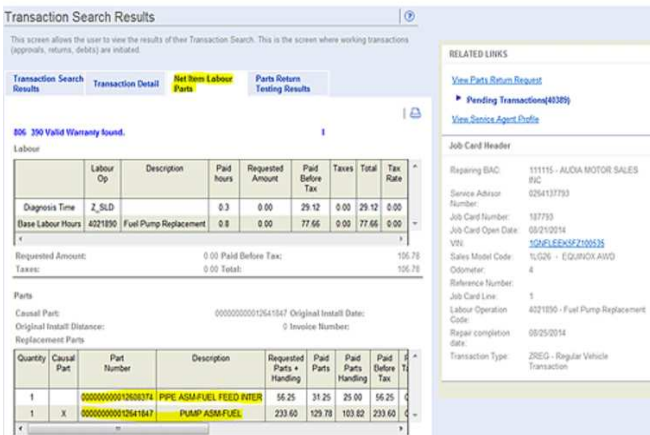 Transaction Search Results
This screen allows the user to view the results of their Transaction Search. This is the screen where working transactions
(approvals, returns, debits) are initiated.
Transaction Search Results
Transaction Detail
Net Item Labour Parts
Parts Return Testing Results
806 390 Valid Warranty found.
Labour
Labour Op Description Paid hours Requested Amount Paid Before Tax Taxes Total Tax Rate
Diagnosis Time Z_SLD 0.3 0.00 29.12 0.00 29.12 0.00
Base Labour Hours 4021890 Fuel Pump Replacement 0.8 0.00 77.66 0.00 77.66 0.00
Requested Amount: 0.00 Paid Before Tax: 106.78
Taxes: 0.00 Total: 106.78
Parts
Causal Part: 000000000012641847 Original Install Date:
Original Install Distance: 0 Invoice Number:
Replacement Parts
Quantity Causal Part Part Number Description Requested Parts + Handling Paid Parts Paid Parts Handling Paid Before Tax
1 000000000012608374 PIPE ASM-FUEL FEED INTER 56.25 31.25 25.00 56.25
1 X 000000000012641847 PUMP ASM-FUEL 233.60 129.78 103.82 233.60
RELATED LINKS
View Parts Return Request
Pending Transactions(40389)
View Service Agent Profile
Job Card Header
Repairing BAC: 111115 - AUDIA MOTOR SALES INC
Service Advisor Number: 0264137793
Job Card Number: 187793
Job Card Open Date: 08/21/2014
VIN: 1GNFLEEK5FZ100535
Sales Model Code: 1LG26 - EQUINOX AWD
Odometer: 4
Reference Number:
Job Card Line: 1
Labour Operation Code: 4021890 - Fuel Pump Replacement
Repair completion date: 08/25/2014
Transaction Type: ZREG - Regular Vehicle Transaction